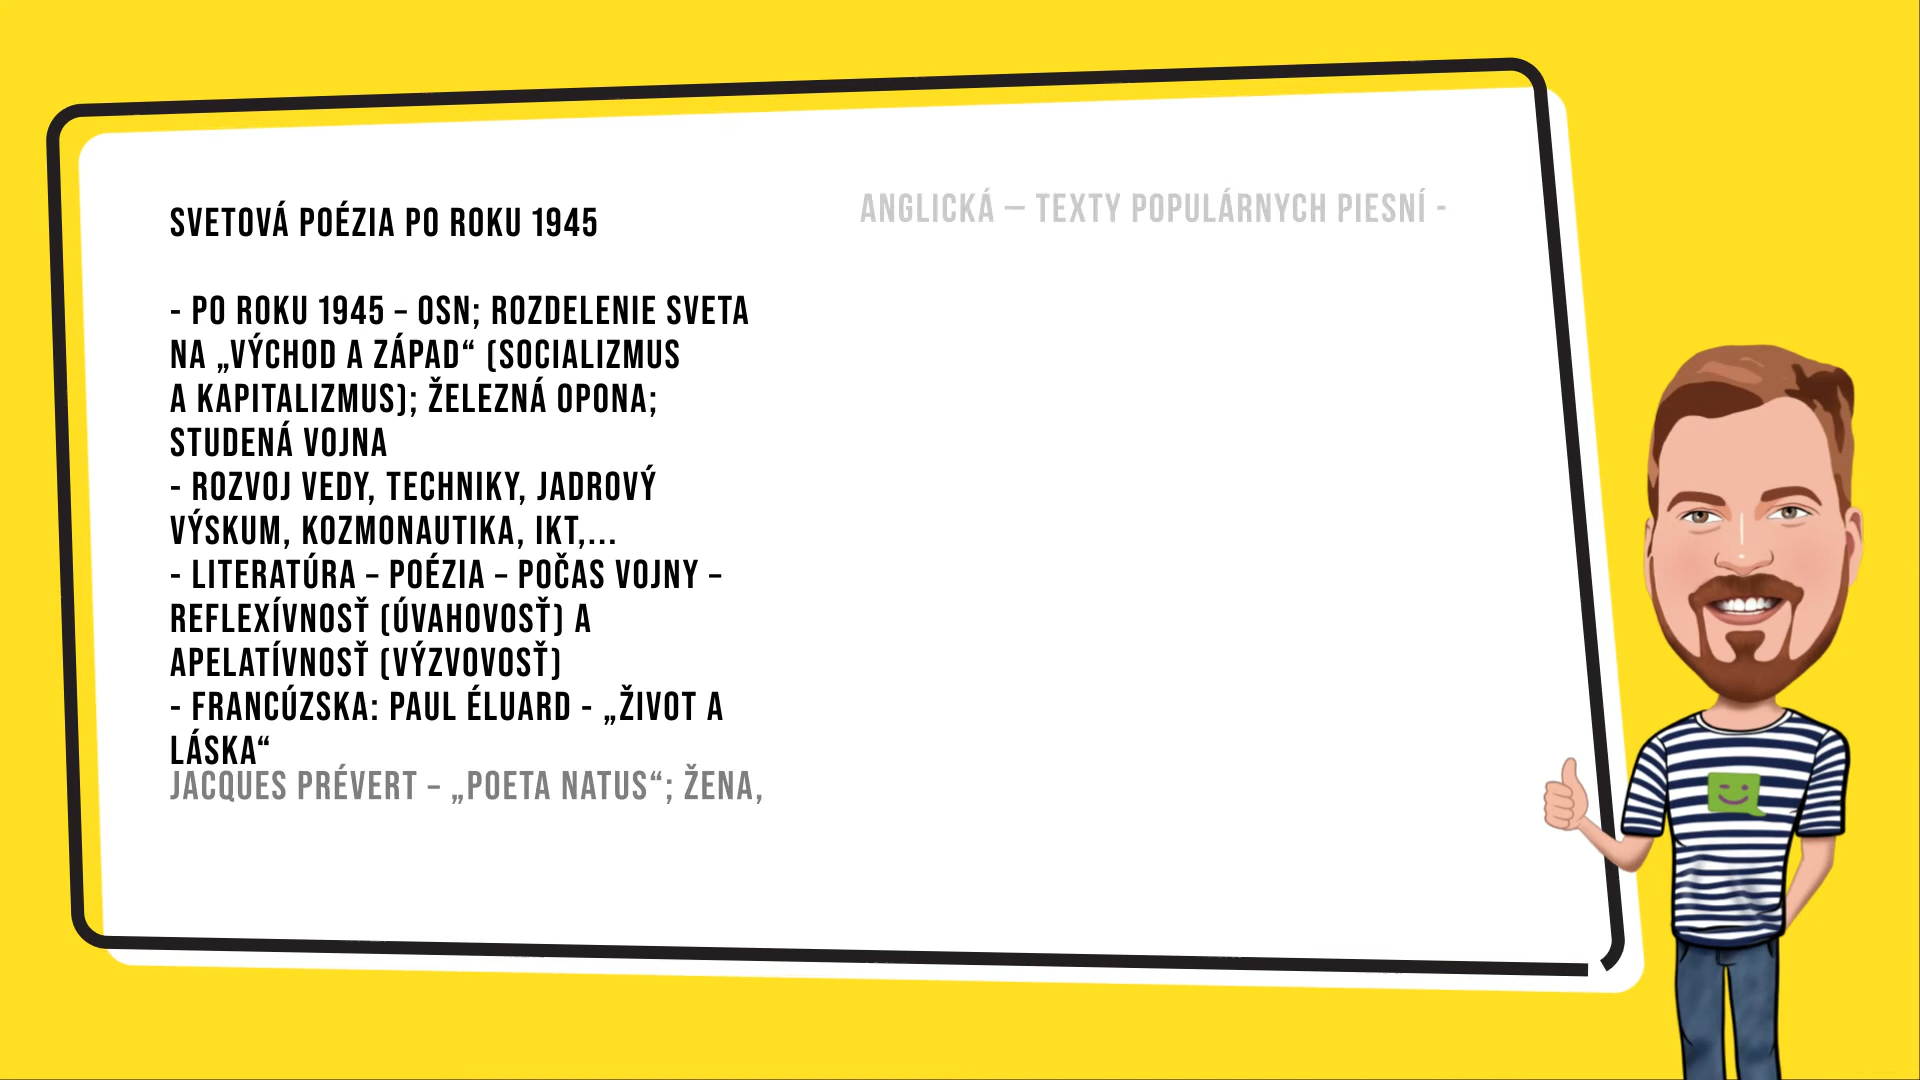 SVETOVÁ POÉZIA PO ROKU 1945
- PO ROKU 1945 – OSN; ROZDELENIE SVETA
NA „VÝCHOD A ZÁPAD“ (SOCIALIZMUS
A KAPITALIZMUS); ŽELEZNÁ OPONA;
STUDENÁ VOJNA
- ROZVOJ VEDY, TECHNIKY, JADROVÝ
VÝSKUM, KOZMONAUTIKA, IKT,...
- LITERATÚRA – POÉZIA – POČAS VOJNY –
REFLEXÍVNOSŤ (ÚVAHOVOSŤ) A
APELATÍVNOSŤ (VÝZVOVOSŤ)
- FRANCÚZSKA: PAUL ÉLUARD - „ŽIVOT A
LÁSKA“
JACQUES PRÉVERT – „POETA NATUS“; ŽENA,
ANGLICKÁ – TEXTY POPULÁRNYCH PIESNÍ -